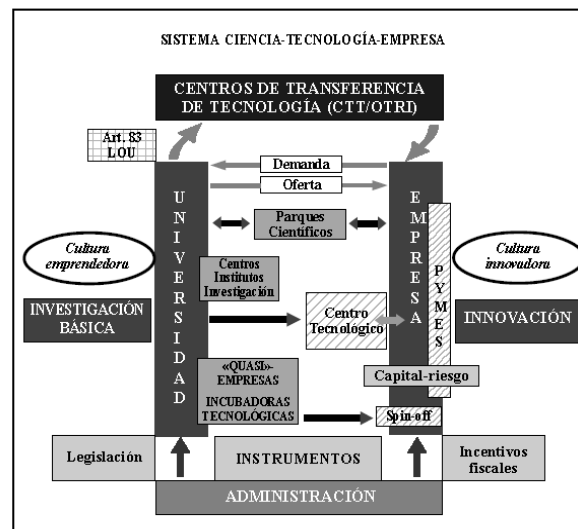 SISTEMA CIENCIA-TECNOLOGÍA-EMPRESA
CENTROS DE TRANSFERENCIA
DE TECNOLOGÍA (CTT/OTRI)
Art. 83
LOU
Demanda
Oferta
UNIVERSIDAD
EMPRESA
Parques
Científicos
PYMES
Cultura
emprendedora
Cultura
innovadora
Centros
Institutos
Investigación
INVESTIGACIÓN
BÁSICA
Centro
Tecnológico
INNOVACIÓN
«QUASI»-
EMPRESAS
INCUBADORAS
TECNOLÓGICAS
Capital-riesgo
Spin-off
Legislación
INSTRUMENTOS
Incentivos
fiscales
ADMINISTRACIÓN